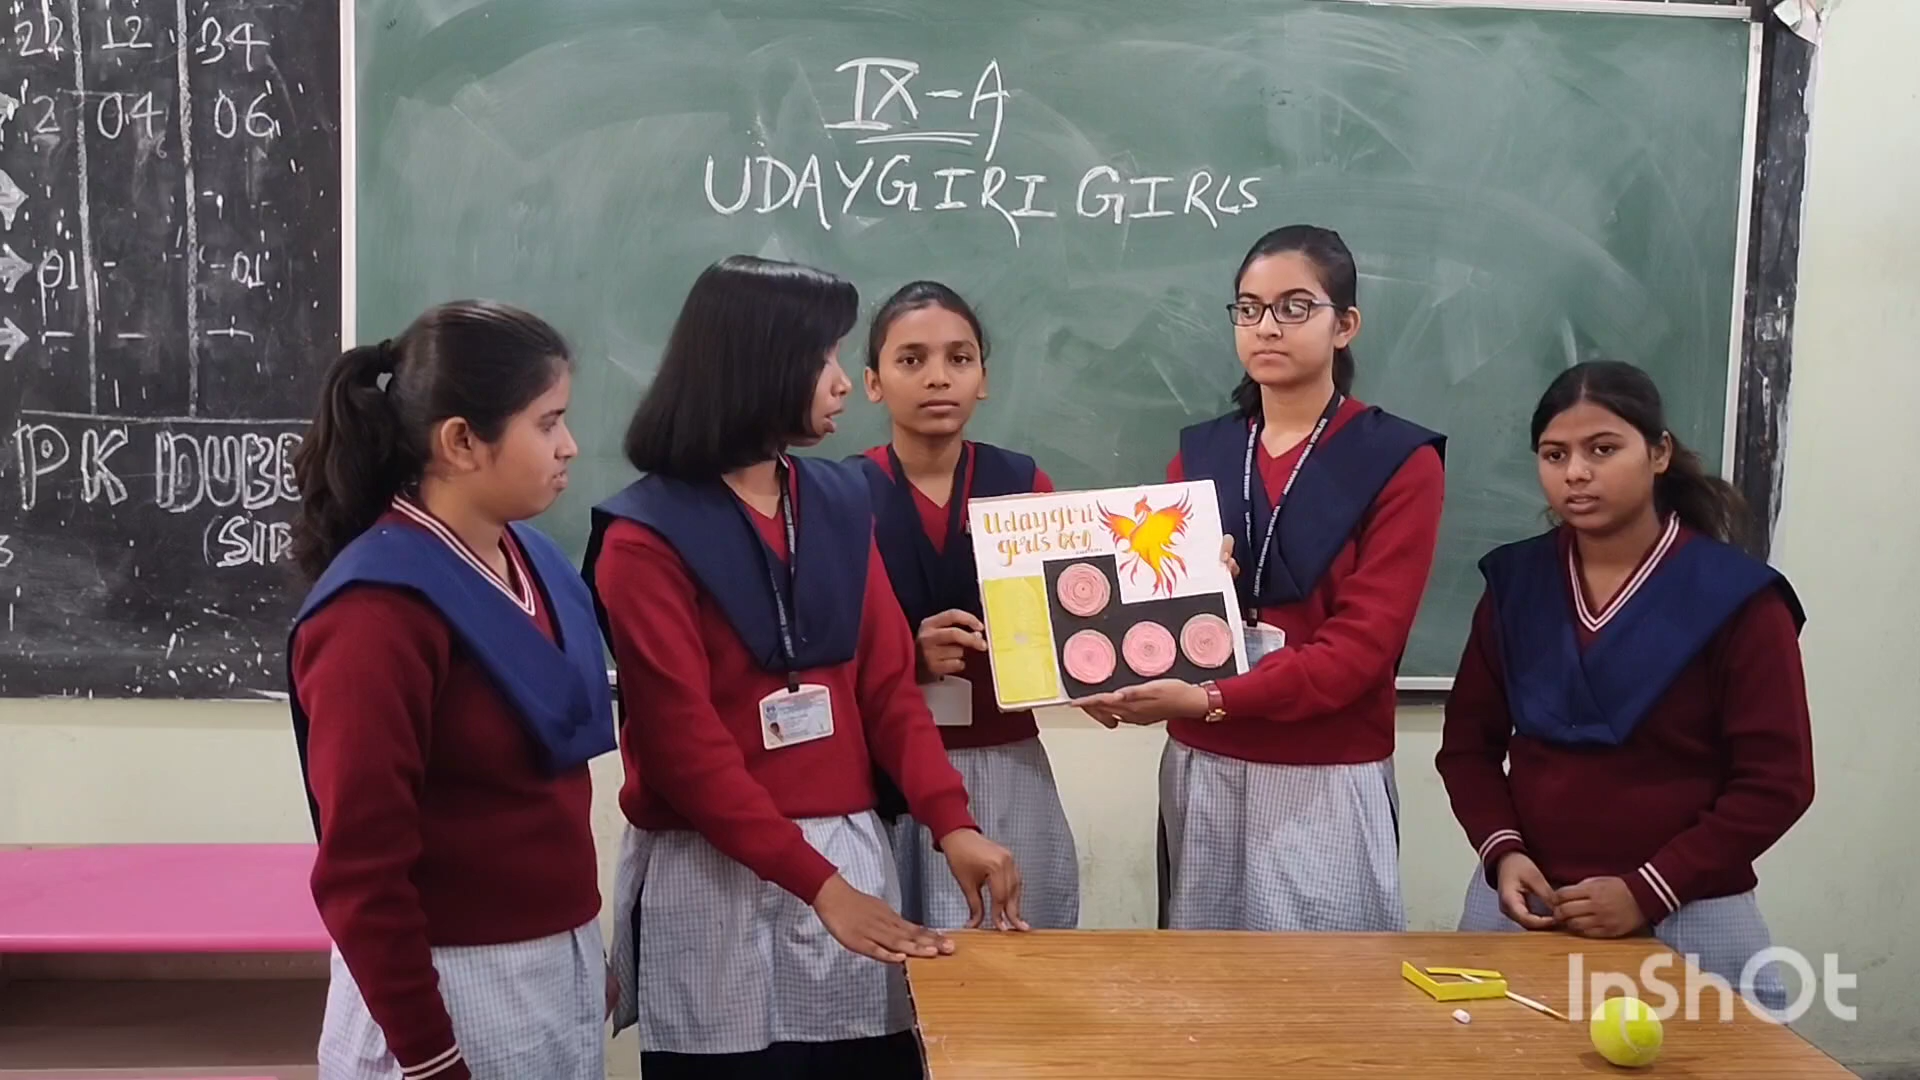 22 12 34
2 04 06
01 - -01
PK DUBE
(SIR
IX-A
UDAYGIRI GIRLS
Udaygiri
girls IX-A
InShOt